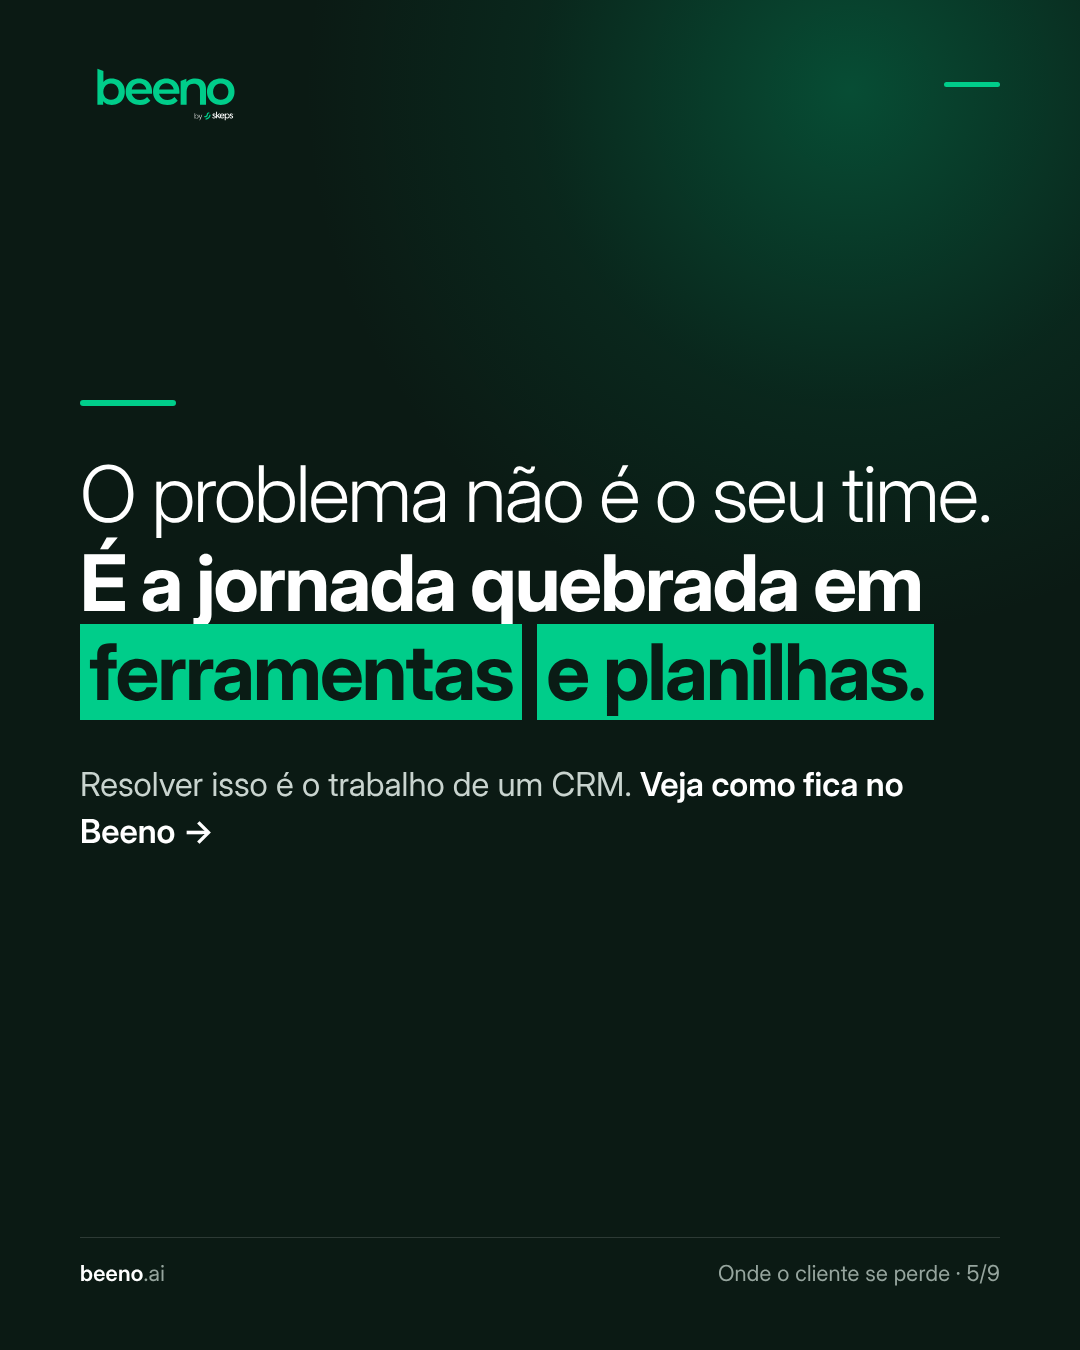 beeno
by skeps
O problema não é o seu time.
É a jornada quebrada em
ferramentas e planilhas.
Resolver isso é o trabalho de um CRM. Veja como fica no
Beeno →
beeno.ai
Onde o cliente se perde · 5/9